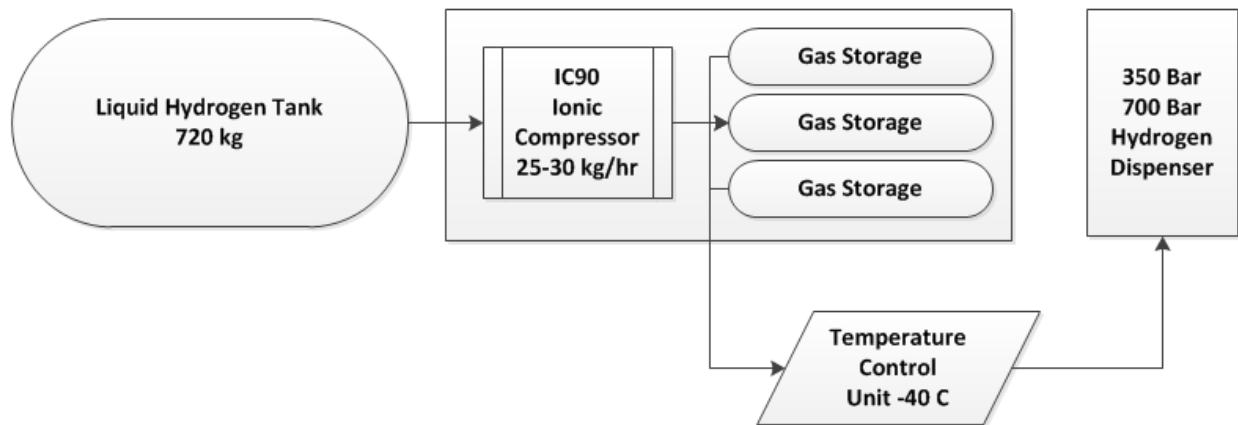 Liquid Hydrogen Tank
720 kg
IC90
Ionic
Compressor
25-30 kg/hr
Gas Storage
Gas Storage
Gas Storage
350 Bar
700 Bar
Hydrogen
Dispenser
Temperature
Control
Unit -40 C